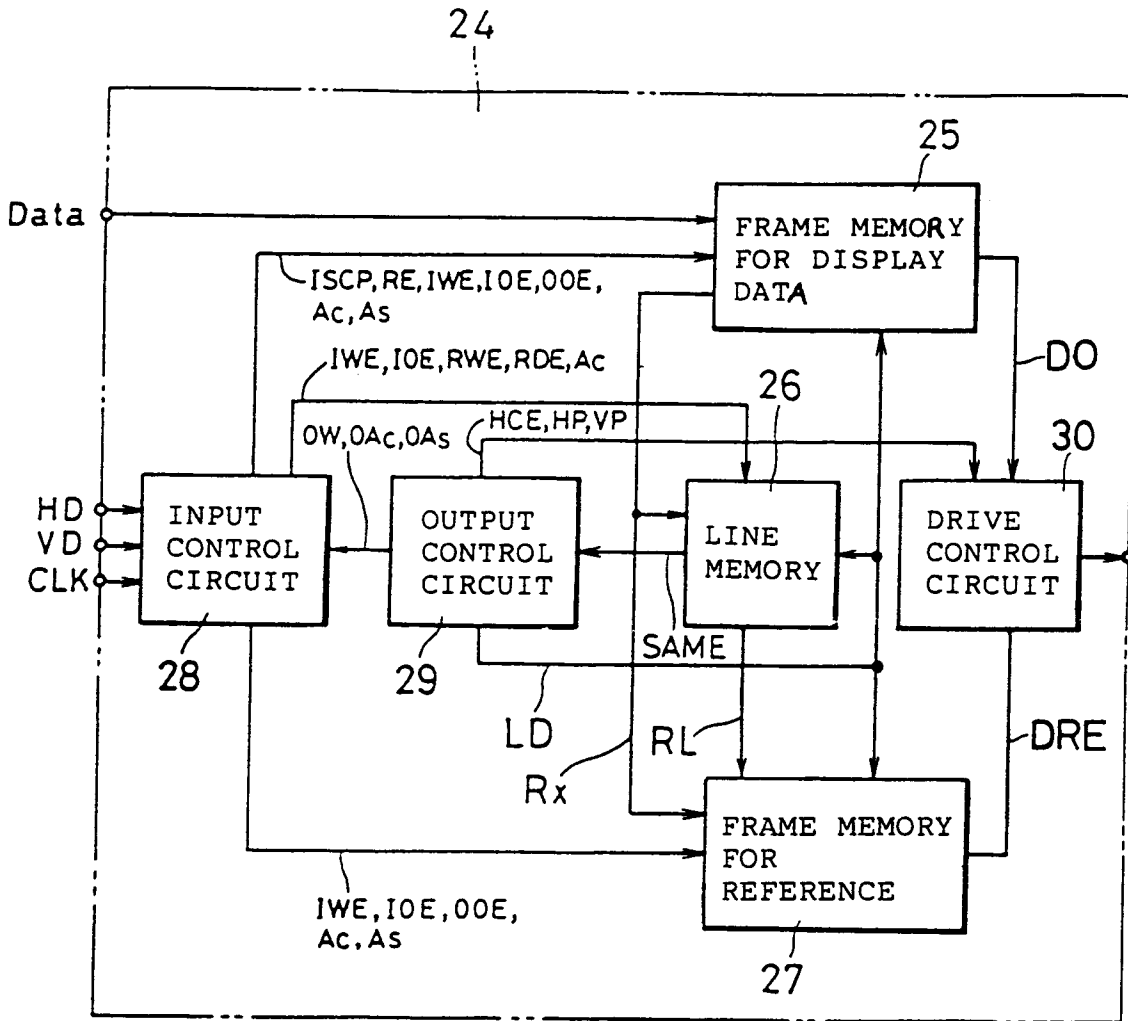 24
25
Data
FRAME MEMORY
FOR DISPLAY
DATA
ISCP,RE,IWE,IOE,OOE,
Ac,As
DO
IWE,IOE,RWE,RDE,Ac
26
HCE,HP,VP
OW,OAc,OAs
30
HD
VD
CLK
INPUT
CONTROL
CIRCUIT
OUTPUT
CONTROL
CIRCUIT
LINE
MEMORY
DRIVE
CONTROL
CIRCUIT
SAME
28
29
LD
RL
DRE
Rx
FRAME MEMORY
FOR
REFERENCE
IWE,IOE,OOE,
Ac,As
27